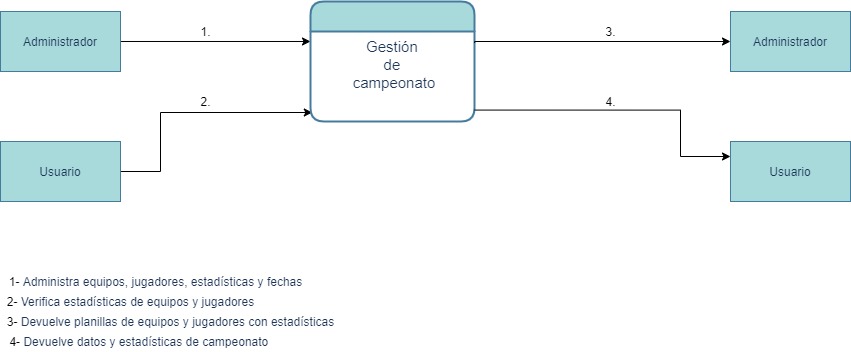 1.
3.
Administrador
Gestión
de
campeonato
Administrador
2.
4.
Usuario
Usuario
1- Administra equipos, jugadores, estadísticas y fechas
2- Verifica estadísticas de equipos y jugadores
3- Devuelve planillas de equipos y jugadores con estadísticas
4- Devuelve datos y estadísticas de campeonato